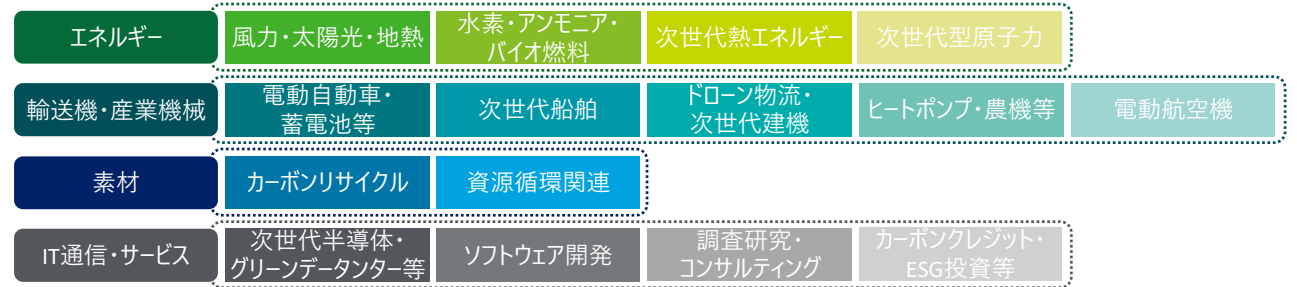 エネルギー
風力・太陽光・地熱
水素・アンモニア・
バイオ燃料
次世代熱エネルギー
次世代型原子力
輸送機・産業機械
電動自動車・
蓄電池等
次世代船舶
ドローン物流・
次世代建機
ヒートポンプ・農機等
電動航空機
素材
カーボンリサイクル
資源循環関連
IT通信・サービス
次世代半導体・
グリーンデータンター等
ソフトウェア開発
調査研究・
コンサルティング
カーボンクレジット・
ESG投資等